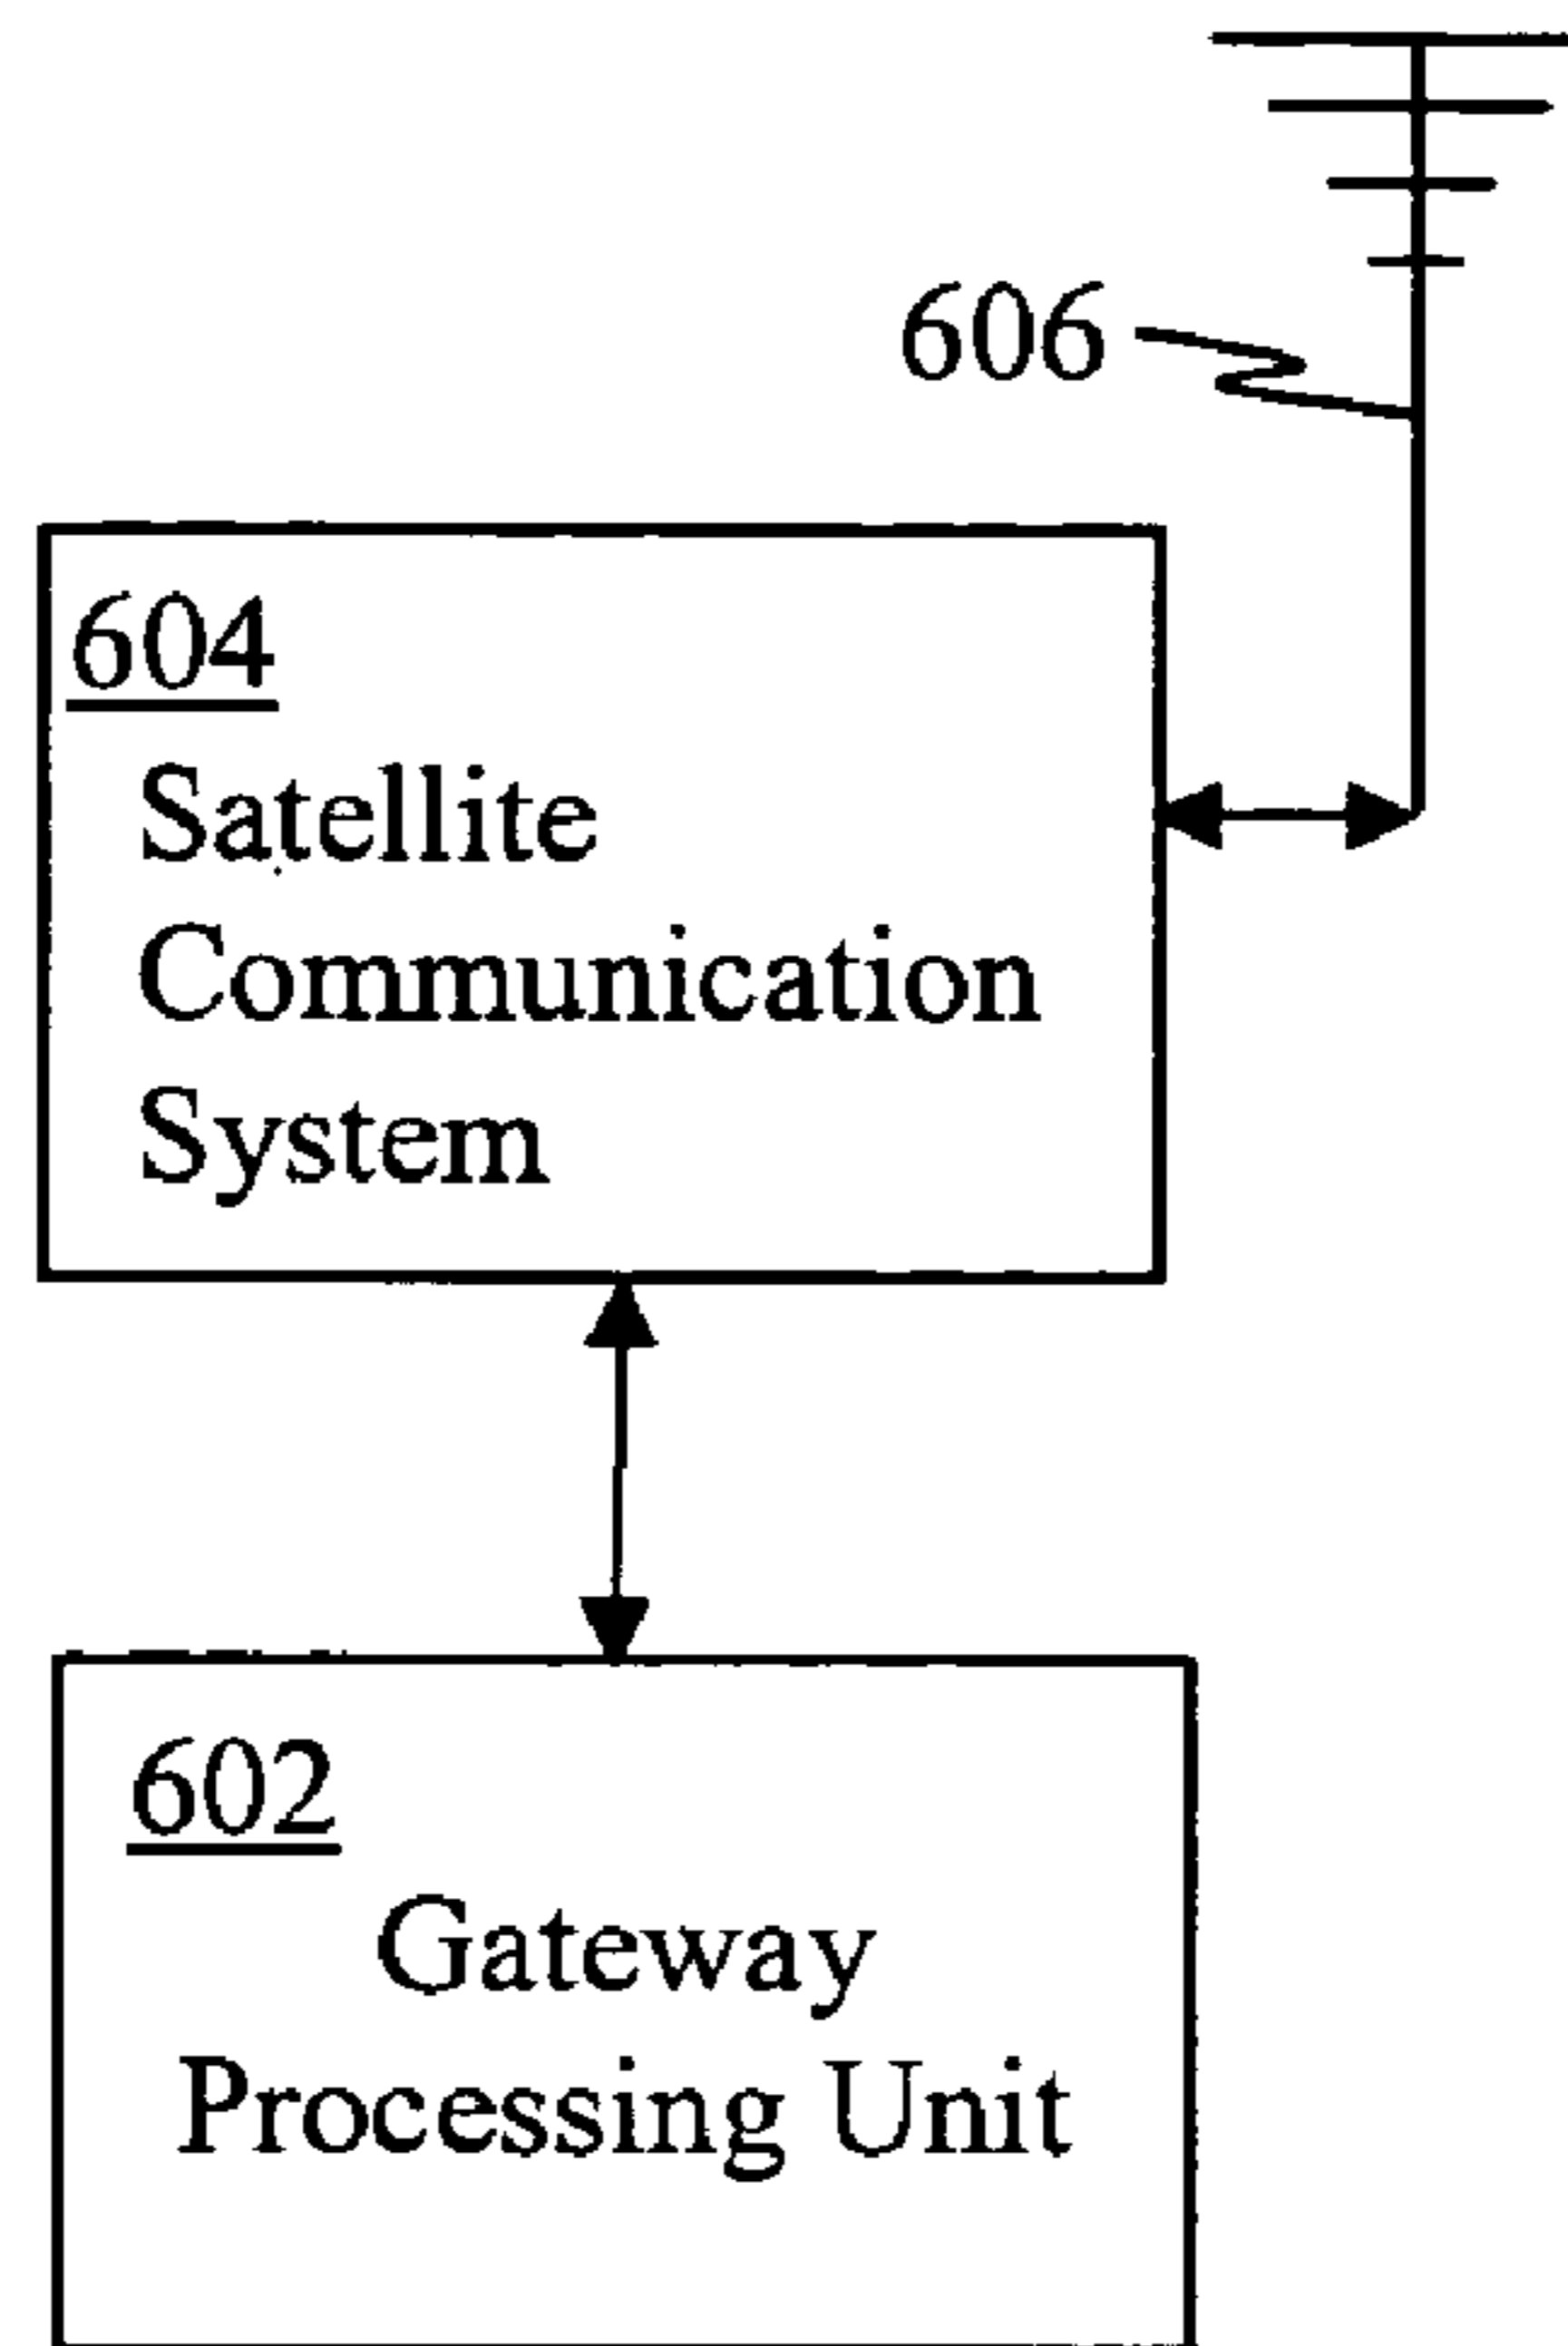 606
604
Satellite
Communication
System
602
Gateway
Processing Unit